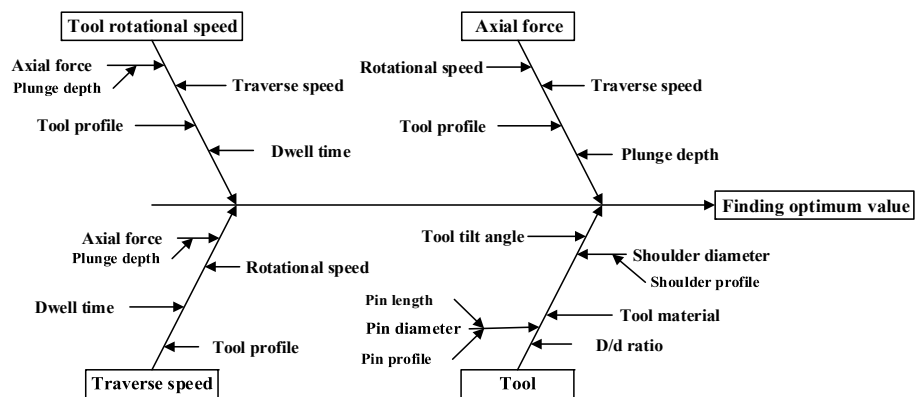 Tool rotational speed
Axial force
Axial force
Plunge depth
Traverse speed
Tool profile
Dwell time
Rotational speed
Traverse speed
Tool profile
Plunge depth
Finding optimum value
Axial force
Plunge depth
Rotational speed
Dwell time
Tool profile
Traverse speed
Tool tilt angle
Shoulder diameter
Shoulder profile
Pin length
Pin diameter
Pin profile
Tool material
D/d ratio
Tool